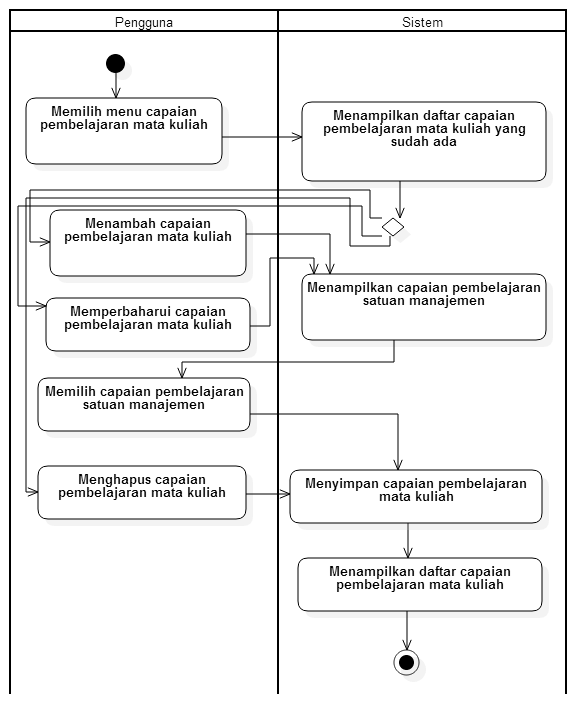 Pengguna
Sistem
Memilih menu capaian
pembelajaran mata kuliah
Menampilkan daftar capaian
pembelajaran mata kuliah yang
sudah ada
Menambah capaian
pembelajaran mata kuliah
Menampilkan capaian pembelajaran
satuan manajemen
Memperbaharui capaian
pembelajaran mata kuliah
Memilih capaian pembelajaran
satuan manajemen
Menghapus capaian
pembelajaran mata kuliah
Menyimpan capaian pembelajaran
mata kuliah
Menampilkan daftar capaian
pembelajaran mata kuliah